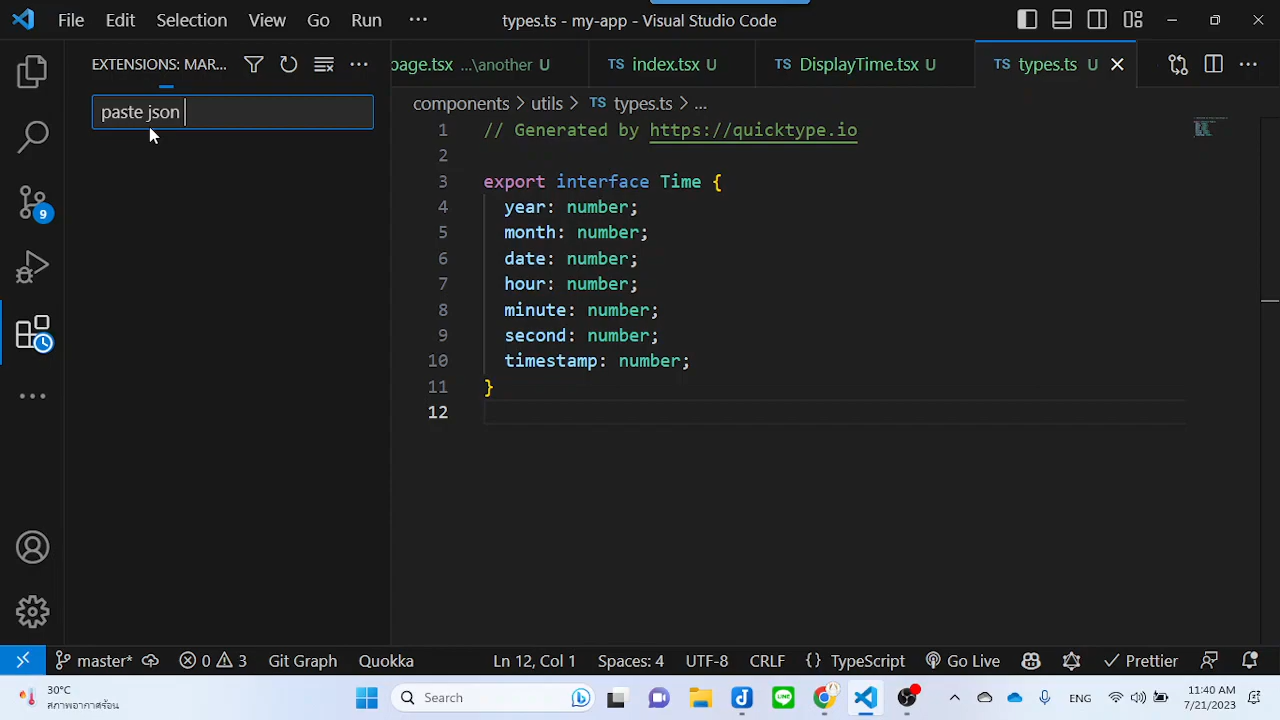 File Edit Selection View Go Run ··· types.ts - my-app - Visual Studio Code
EXTENSIONS: MAR... ···
page.tsx ...\another U TS index.tsx U TS DisplayTime.tsx U TS types.ts U ···
paste json
components > utils > TS types.ts > ...
1 // Generated by https://quicktype.io
2
3 export interface Time {
4 year: number;
5 month: number;
6 date: number;
7 hour: number;
8 minute: number;
9 second: number;
10 timestamp: number;
11 }
12
9
master* 0 3 Git Graph Quokka Ln 12, Col 1 Spaces: 4 UTF-8 CRLF {} TypeScript Go Live Prettier
30°C
สภาพอากาศร้อน
Search
d
LINE
ENG
11:40 AM
7/21/2023